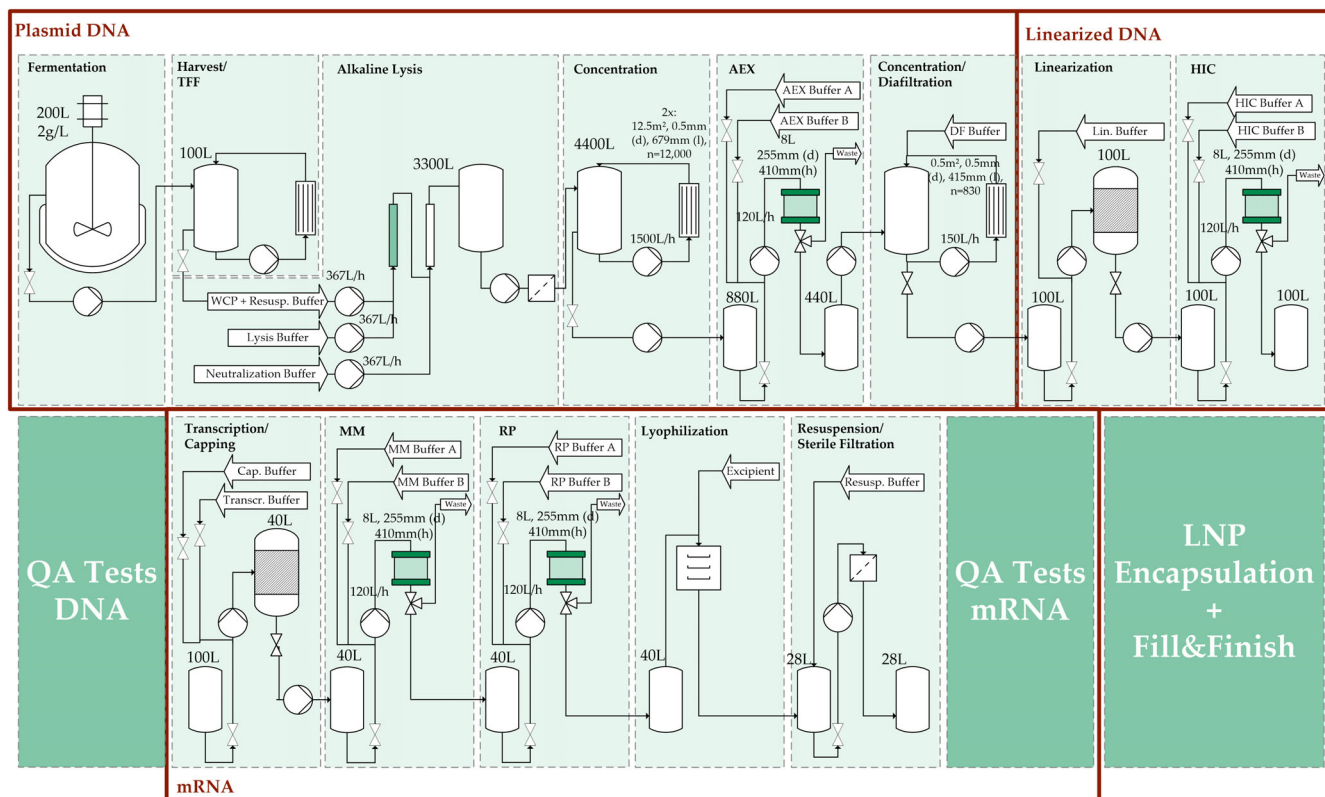 Plasmid DNA
Linearized DNA
Fermentation
200L
2g/L
Harvest/
TFF
100L
Alkaline Lysis
3300L
367L/h
WCP + Resusp. Buffer
367L/h
Lysis Buffer
367L/h
Neutralization Buffer
Concentration
2x:
12.5m², 0.5mm
(d), 679mm (l),
n=12,000
4400L
1500L/h
AEX
AEX Buffer A
AEX Buffer B
8L
255mm (d)
410mm(h)
Waste
120L/h
880L
440L
Concentration/
Diafiltration
DF Buffer
0.5m², 0.5mm
(d), 415mm (l),
n=830
150L/h
Linearization
Lin. Buffer
100L
100L
HIC
HIC Buffer A
HIC Buffer B
8L, 255mm (d)
410mm(h)
Waste
120L/h
100L
100L
QA Tests
DNA
Transcription/
Capping
Cap. Buffer
Transcr. Buffer
40L
100L
MM
MM Buffer A
MM Buffer B
Waste
8L, 255mm (d)
410mm(h)
120L/h
40L
RP
RP Buffer A
RP Buffer B
Waste
8L, 255mm (d)
410mm(h)
120L/h
40L
Lyophilization
Excipient
40L
Resuspension/
Sterile Filtration
Resusp. Buffer
28L
28L
QA Tests
mRNA
LNP
Encapsulation
+
Fill&Finish
mRNA